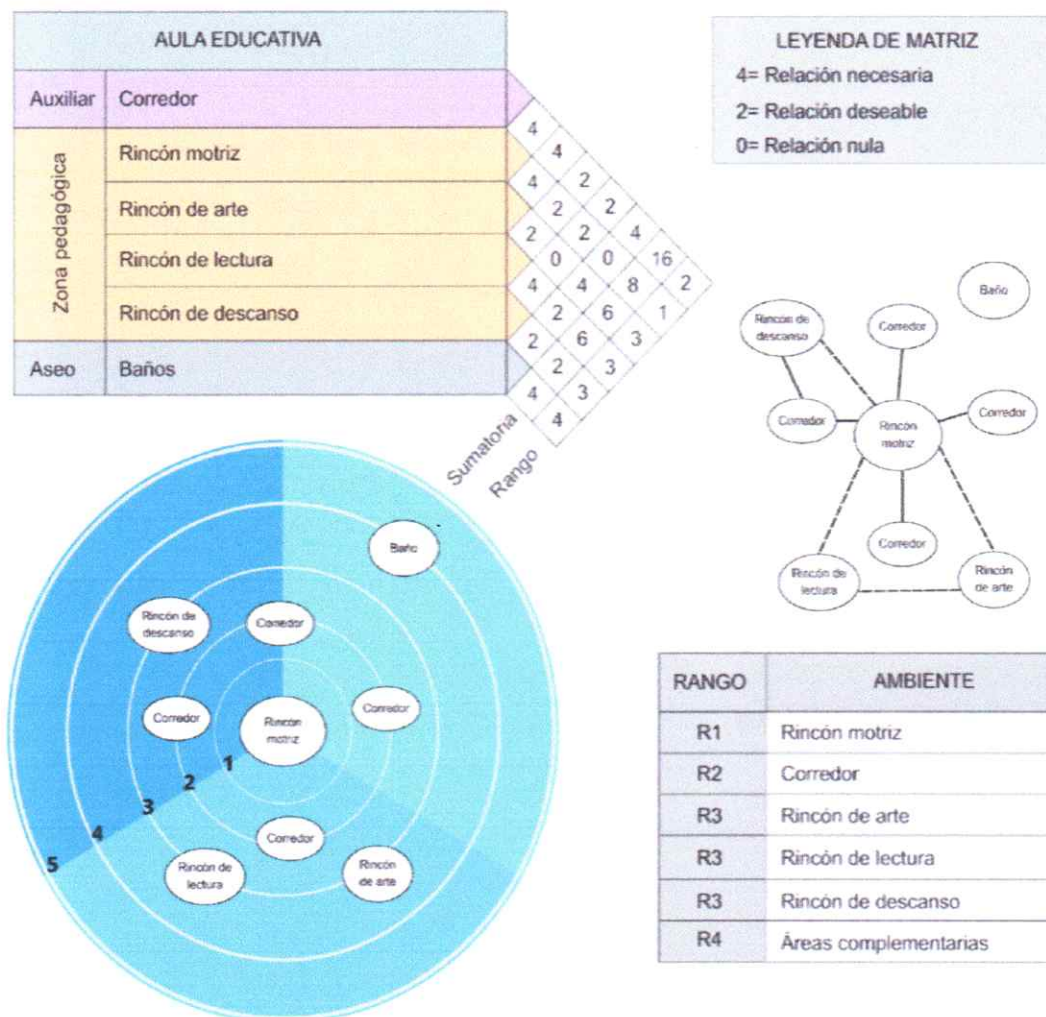 AULA EDUCATIVA
Auxiliar Corredor
Zona pedagógica
Rincón motriz
Rincón de arte
Rincón de lectura
Rincón de descanso
Aseo Baños
4
4
4 2
2 2
2 2 4
0 0 16
4 4 8 2
2 6 1
2 6 3
2 3
4 3
4
Sumatoria
Rango
LEYENDA DE MATRIZ
4= Relación necesaria
2= Relación deseable
0= Relación nula
Baño
Rincón de
descanso
Corredor
Corredor
Rincón
motriz
Corredor
Corredor
Rincón de
lectura
Rincón
de arte
Baño
Rincón de
descanso
Corredor
Corredor
Rincón
motriz
Corredor
1
2
3
4
5
Corredor
Rincón de
lectura
Rincón
de arte
RANGO AMBIENTE
R1 Rincón motriz
R2 Corredor
R3 Rincón de arte
R3 Rincón de lectura
R3 Rincón de descanso
R4 Áreas complementarias